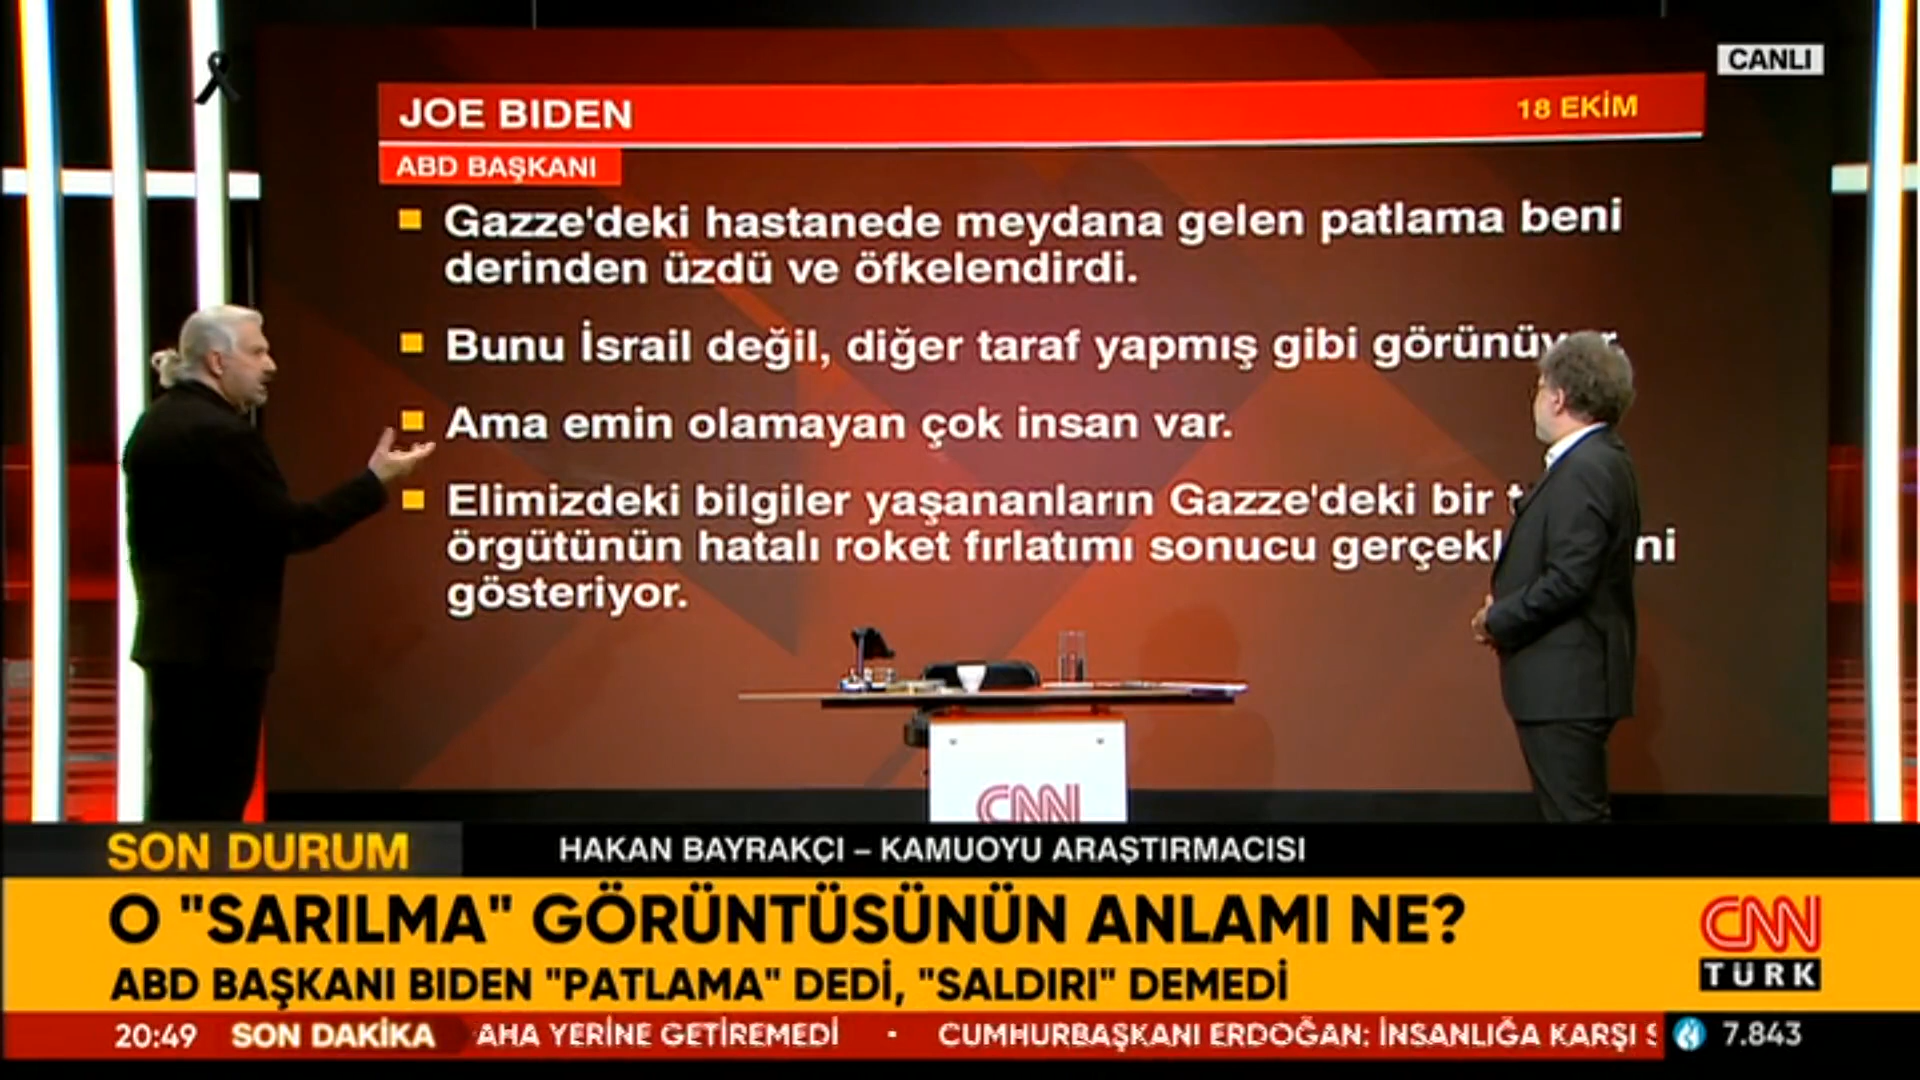 CANLI
JOE BIDEN
18 EKİM
ABD BAŞKANI
Gazze'deki hastanede meydana gelen patlama beni
derinden üzdü ve öfkelendirdi.
Bunu İsrail değil, diğer taraf yapmış gibi
Ama emin olamayan çok insan var.
Elimizdeki bilgiler yaşananların Gazze'deki bir
örgütünün hatalı roket fırlatımı sonucu
gösteriyor.
CNN
SON DURUM
HAKAN BAYRAKÇI – KAMUOYU ARAŞTIRMACISI
O "SARILMA" GÖRÜNTÜSÜNÜN ANLAMI NE?
ABD BAŞKANI BIDEN "PATLAMA" DEDİ, "SALDIRI" DEMEDİ
CNN
TÜRK
20:49 SON DAKİKA AHA YERİNE GETİREMEDİ - CUMHURBAŞKANI ERDOĞAN: İNSANLIĞA KARŞI 7.843